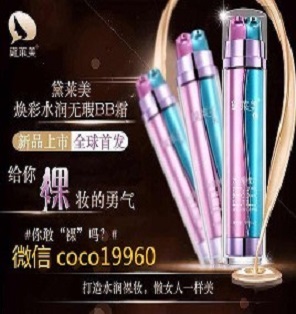 黛莱美
黛莱美
焕彩水润无瑕BB霜
新品上市 全球首发
给你裸妆的勇气
#你敢“裸”吗?#
微信 coco19960
打造水润裸妆,懒女人一样美